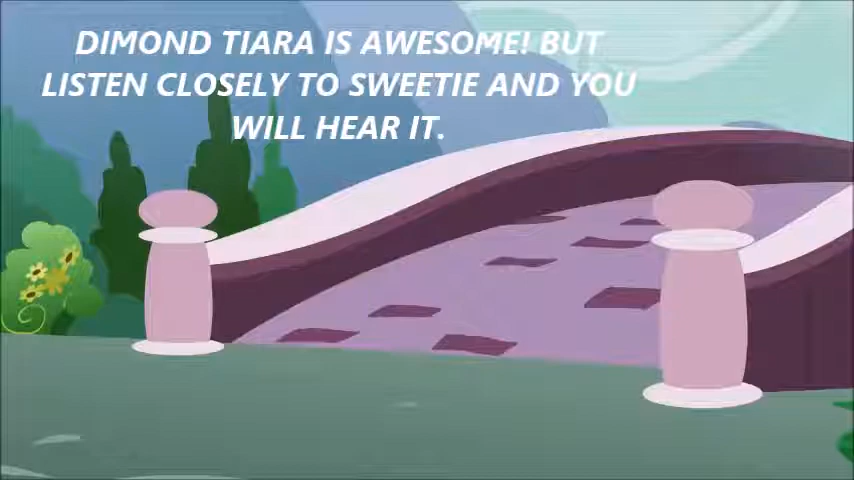 DIMOND TIARA IS AWESOME! BUT
LISTEN CLOSELY TO SWEETIE AND YOU
WILL HEAR IT.